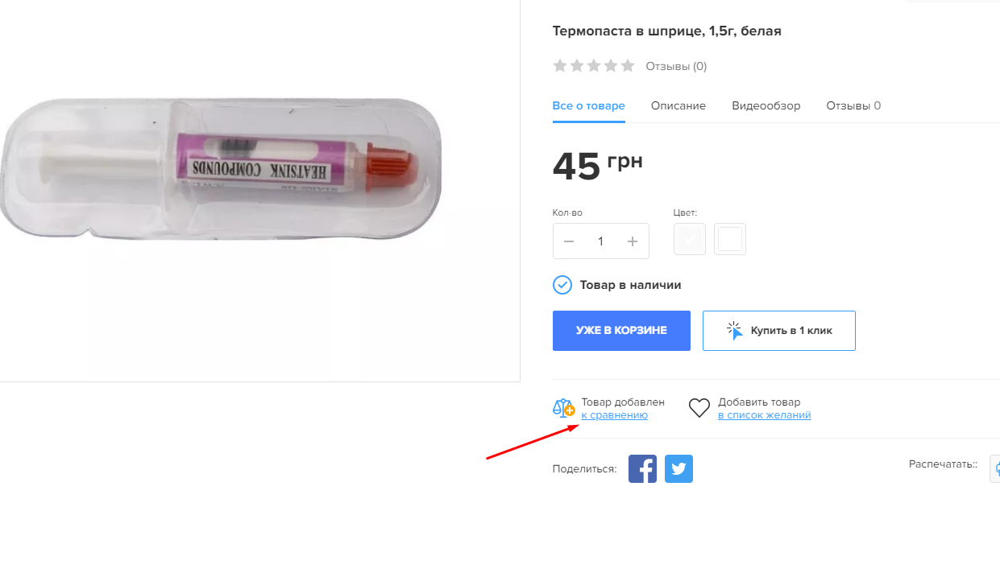 Термопаста в шприце, 1,5г, белая
Отзывы (0)
Все о товаре Описание Видеообзор Отзывы 0
45 грн
Кол-во Цвет:
1
Товар в наличии
УЖЕ В КОРЗИНЕ Купить в 1 клик
Товар добавлен
к сравнению
Добавить товар
в список желаний
Поделиться: Распечатать::
HEATSINK COMPOUNDS